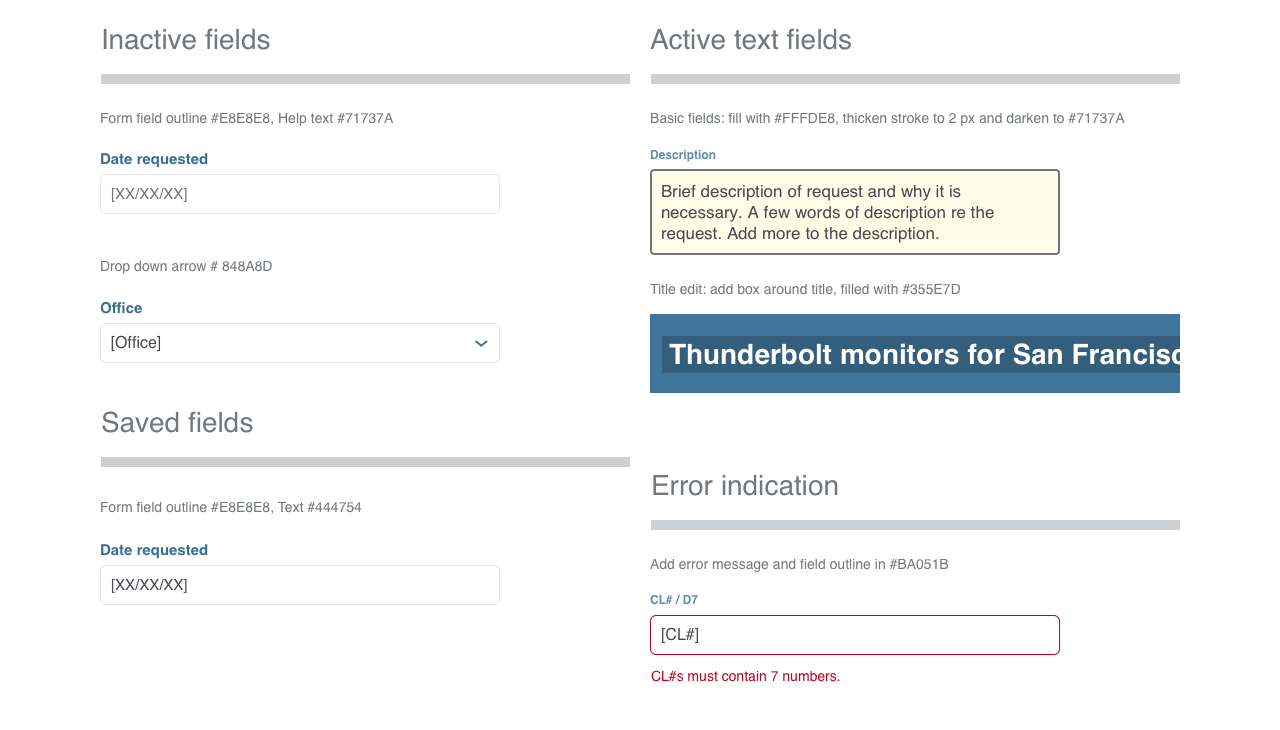 Inactive fields
Form field outline #E8E8E8, Help text #71737A
Date requested
[XX/XX/XX]
Drop down arrow # 848A8D
Office
[Office]
Saved fields
Form field outline #E8E8E8, Text #444754
Date requested
[XX/XX/XX]
Active text fields
Basic fields: fill with #FFFDE8, thicken stroke to 2 px and darken to #71737A
Description
Brief description of request and why it is
necessary. A few words of description re the
request. Add more to the description.
Title edit: add box around title, filled with #355E7D
Thunderbolt monitors for San Francisc
Error indication
Add error message and field outline in #BA051B
CL# / D7
[CL#]
CL#s must contain 7 numbers.